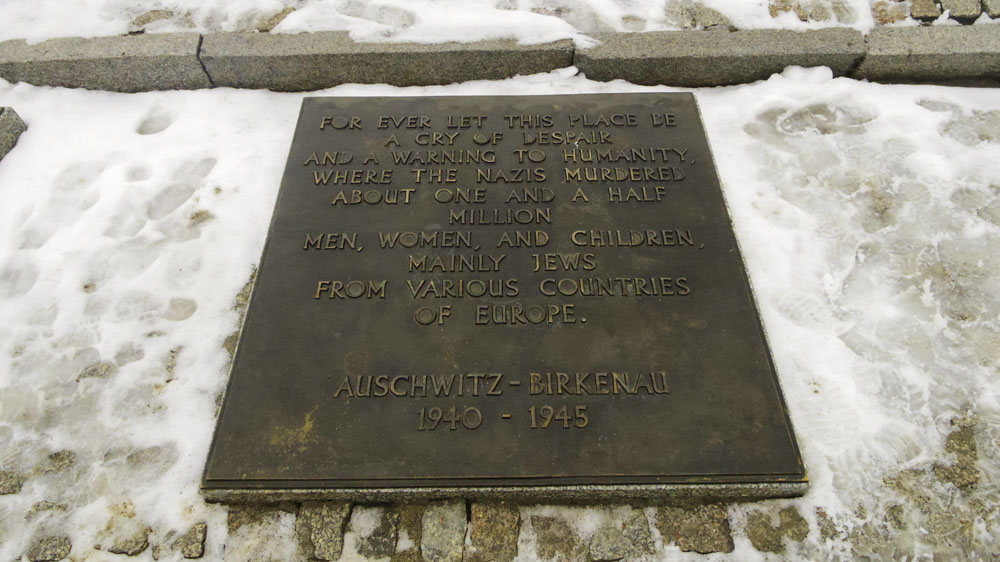 FOR EVER LET THIS PLACE BE
A CRY OF DESPAIR
AND A WARNING TO HUMANITY,
WHERE THE NAZIS MURDERED
ABOUT ONE AND A HALF
MILLION
MEN, WOMEN, AND CHILDREN,
MAINLY JEWS
FROM VARIOUS COUNTRIES
OF EUROPE.
AUSCHWITZ - BIRKENAU
1940 - 1945